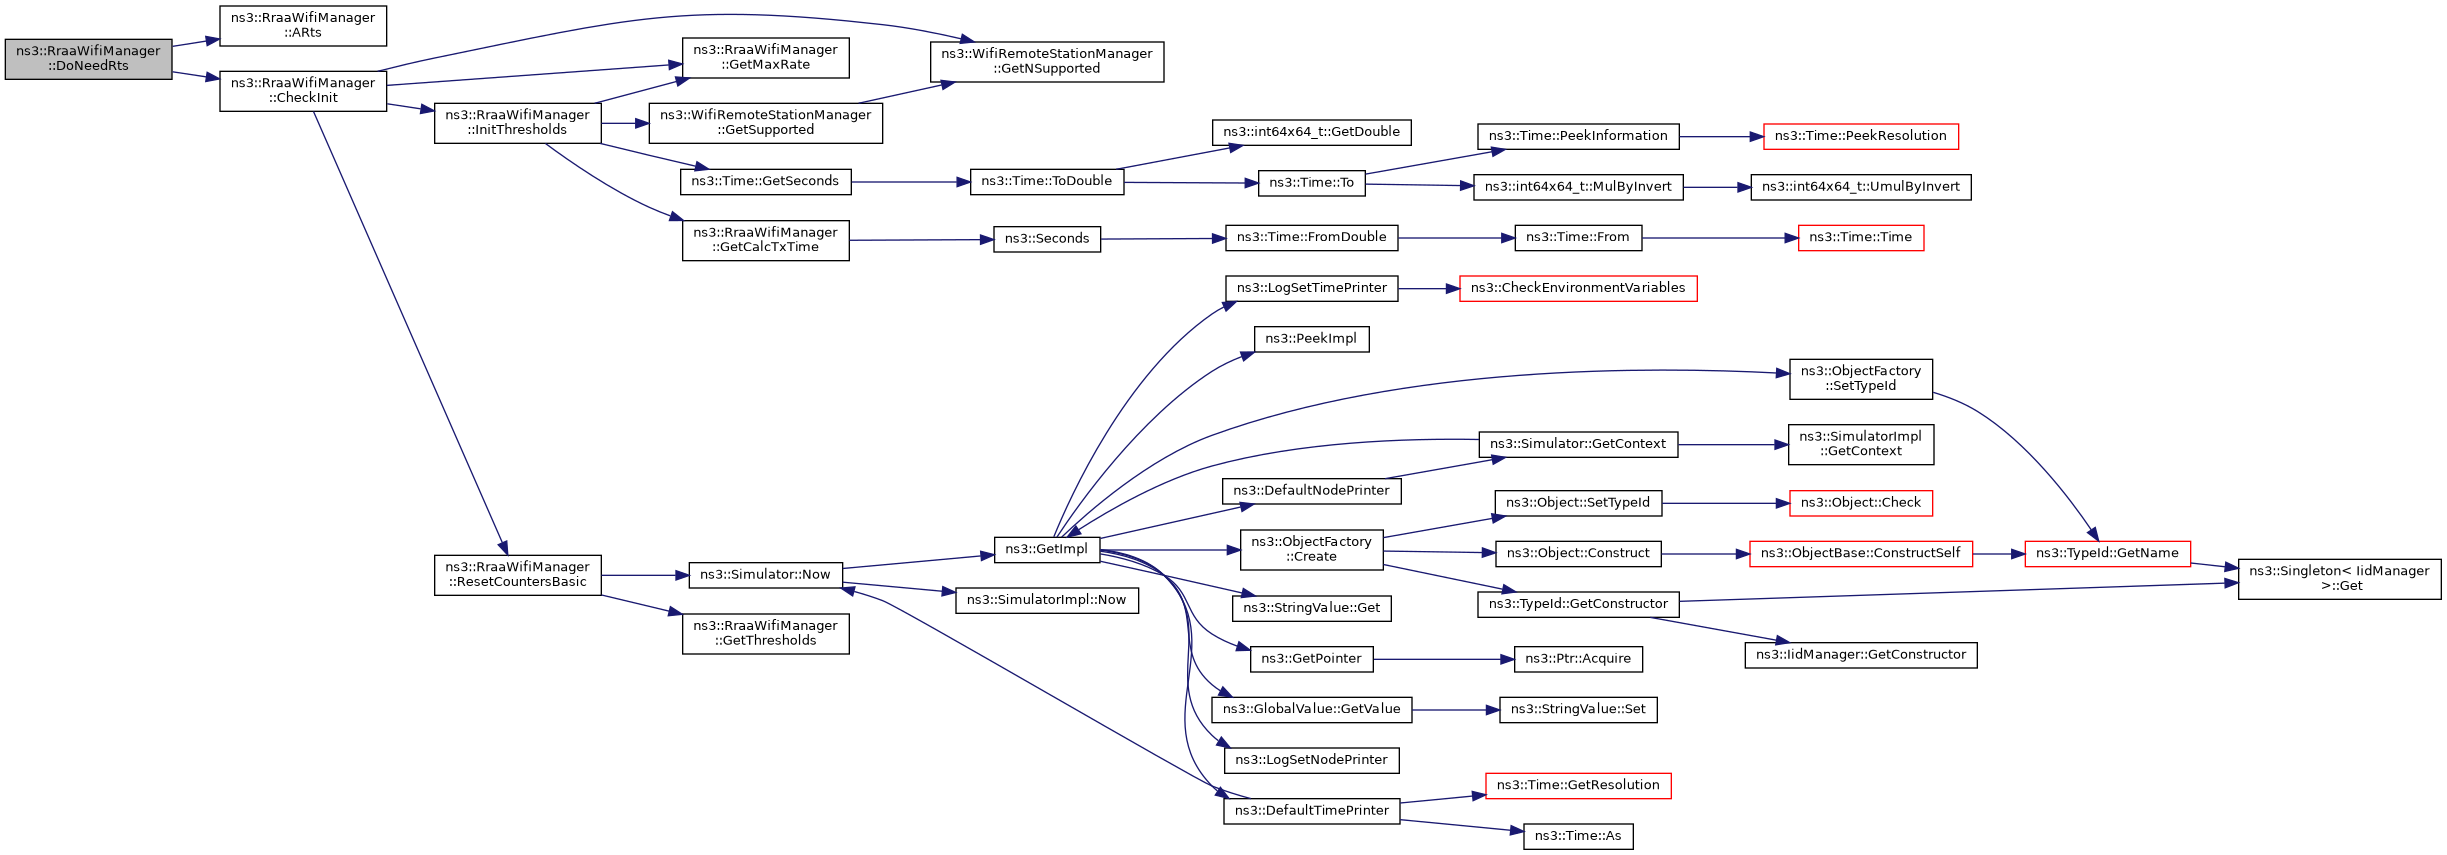 ns3::RraaWifiManager
::DoNeedRts
ns3::RraaWifiManager
::ARts
ns3::RraaWifiManager
::CheckInit
ns3::RraaWifiManager
::InitThresholds
ns3::RraaWifiManager
::ResetCountersBasic
ns3::RraaWifiManager
::GetMaxRate
ns3::WifiRemoteStationManager
::GetSupported
ns3::Time::GetSeconds
ns3::RraaWifiManager
::GetCalcTxTime
ns3::Simulator::Now
ns3::RraaWifiManager
::GetThresholds
ns3::WifiRemoteStationManager
::GetNSupported
ns3::Time::ToDouble
ns3::Seconds
ns3::GetImpl
ns3::SimulatorImpl::Now
ns3::int64x64_t::GetDouble
ns3::Time::To
ns3::Time::FromDouble
ns3::LogSetTimePrinter
ns3::PeekImpl
ns3::DefaultNodePrinter
ns3::ObjectFactory
::Create
ns3::StringValue::Get
ns3::GetPointer
ns3::GlobalValue::GetValue
ns3::LogSetNodePrinter
ns3::DefaultTimePrinter
ns3::Time::PeekInformation
ns3::int64x64_t::MulByInvert
ns3::Time::From
ns3::CheckEnvironmentVariables
ns3::Simulator::GetContext
ns3::Object::SetTypeId
ns3::Object::Construct
ns3::TypeId::GetConstructor
ns3::Ptr::Acquire
ns3::StringValue::Set
ns3::Time::GetResolution
ns3::Time::As
ns3::Time::PeekResolution
ns3::int64x64_t::UmulByInvert
ns3::Time::Time
ns3::ObjectFactory
::SetTypeId
ns3::SimulatorImpl
::GetContext
ns3::Object::Check
ns3::ObjectBase::ConstructSelf
ns3::IidManager::GetConstructor
ns3::TypeId::GetName
ns3::Singleton< IidManager
>::Get